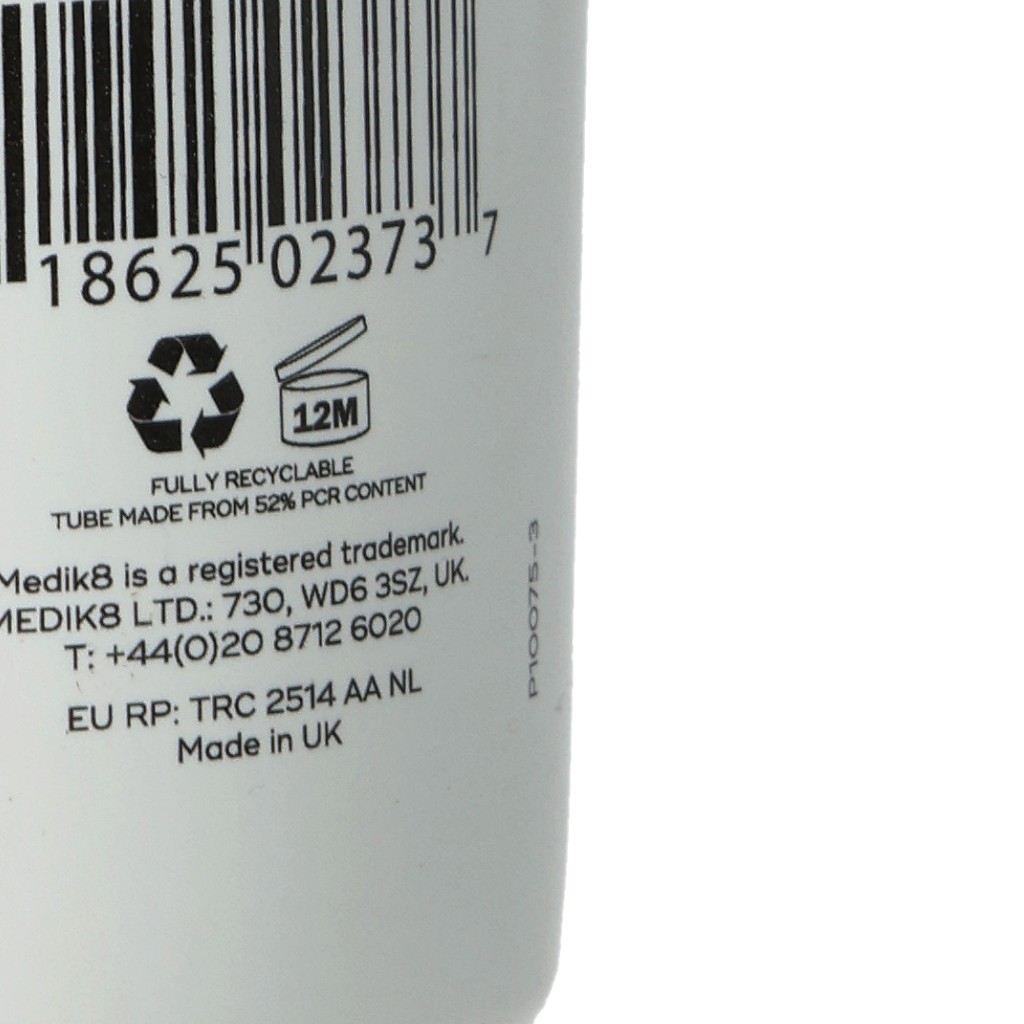 18625 02373 7
12M
FULLY RECYCLABLE
TUBE MADE FROM 52% PCR CONTENT
Medik8 is a registered trademark.
MEDIK8 LTD.: 730, WD6 3SZ, UK.
T: +44(0)20 8712 6020
EU RP: TRC 2514 AA NL
Made in UK
P10075-3